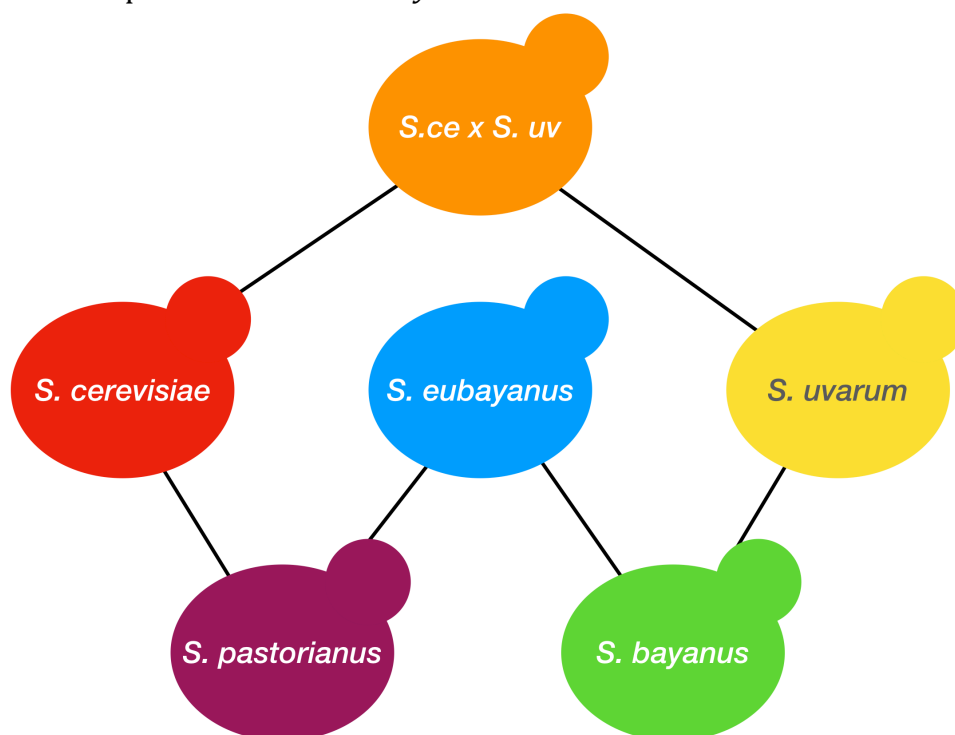 S.ce x S. uv
S. cerevisiae
S. eubayanus
S. uvarum
S. pastorianus
S. bayanus